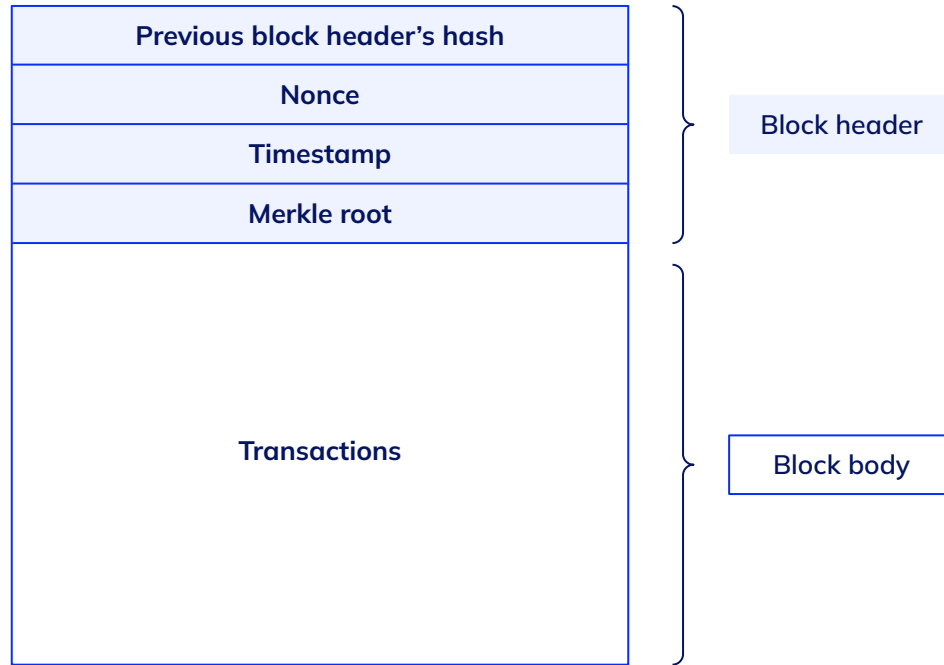 Previous block header’s hash
Nonce
Timestamp
Merkle root
Block header
Transactions
Block body